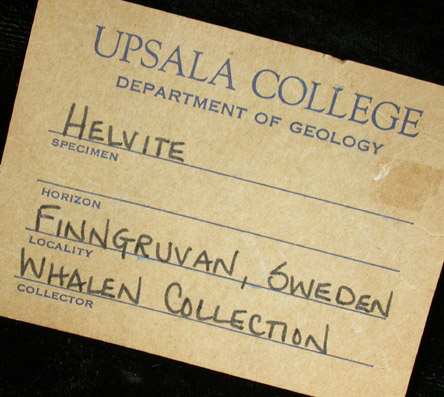 UPSALA COLLEGE
DEPARTMENT OF GEOLOGY
HELVITE
SPECIMEN
HORIZON
FINNGRUVAN, SWEDEN
LOCALITY
WHALEN COLLECTION
COLLECTOR